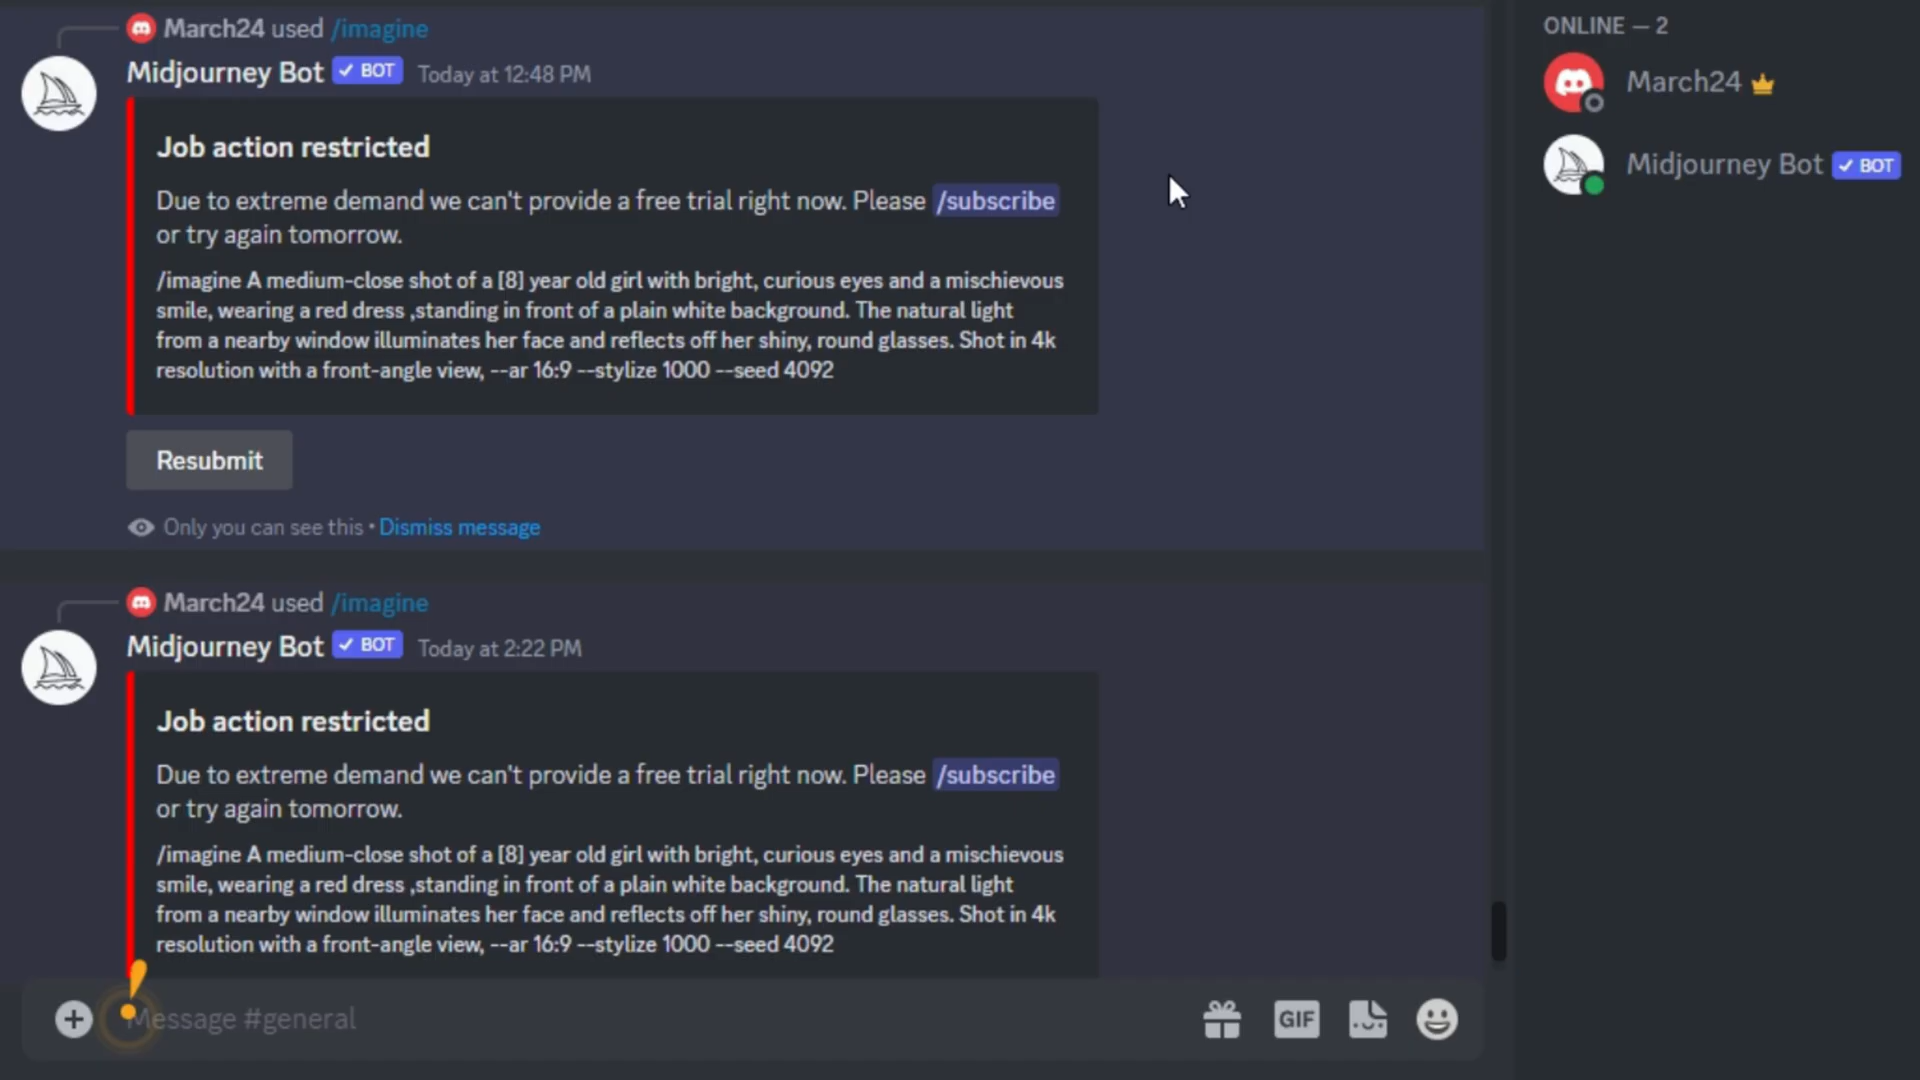 March24 used /imagine
Midjourney Bot BOT Today at 12:48 PM
Job action restricted
Due to extreme demand we can't provide a free trial right now. Please /subscribe
or try again tomorrow.
/imagine A medium-close shot of a [8] year old girl with bright, curious eyes and a mischievous
smile, wearing a red dress ,standing in front of a plain white background. The natural light
from a nearby window illuminates her face and reflects off her shiny, round glasses. Shot in 4k
resolution with a front-angle view, --ar 16:9 --stylize 1000 --seed 4092
Resubmit
Only you can see this • Dismiss message
March24 used /imagine
Midjourney Bot BOT Today at 2:22 PM
Job action restricted
Due to extreme demand we can't provide a free trial right now. Please /subscribe
or try again tomorrow.
/imagine A medium-close shot of a [8] year old girl with bright, curious eyes and a mischievous
smile, wearing a red dress ,standing in front of a plain white background. The natural light
from a nearby window illuminates her face and reflects off her shiny, round glasses. Shot in 4k
resolution with a front-angle view, --ar 16:9 --stylize 1000 --seed 4092
Message #general
GIF
ONLINE — 2
March24
Midjourney Bot BOT